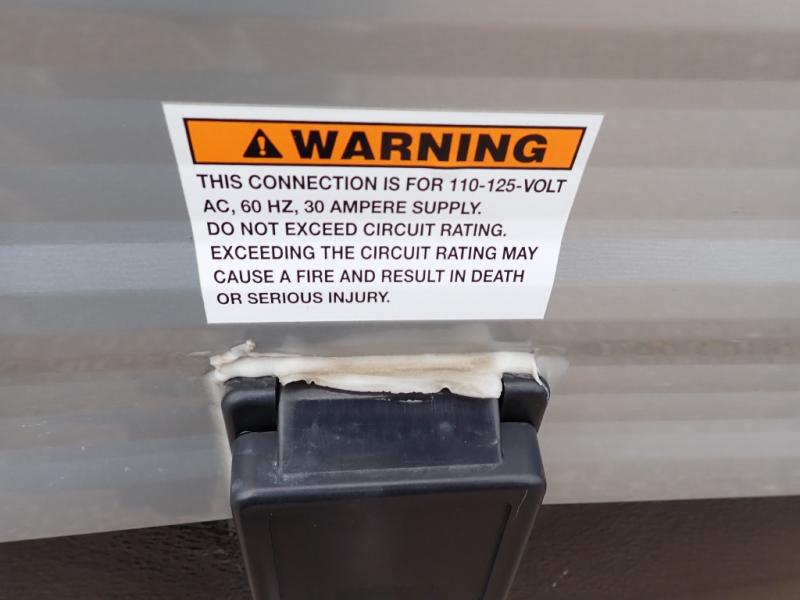 WARNING
THIS CONNECTION IS FOR 110-125-VOLT
AC, 60 HZ, 30 AMPERE SUPPLY.
DO NOT EXCEED CIRCUIT RATING.
EXCEEDING THE CIRCUIT RATING MAY
CAUSE A FIRE AND RESULT IN DEATH
OR SERIOUS INJURY.